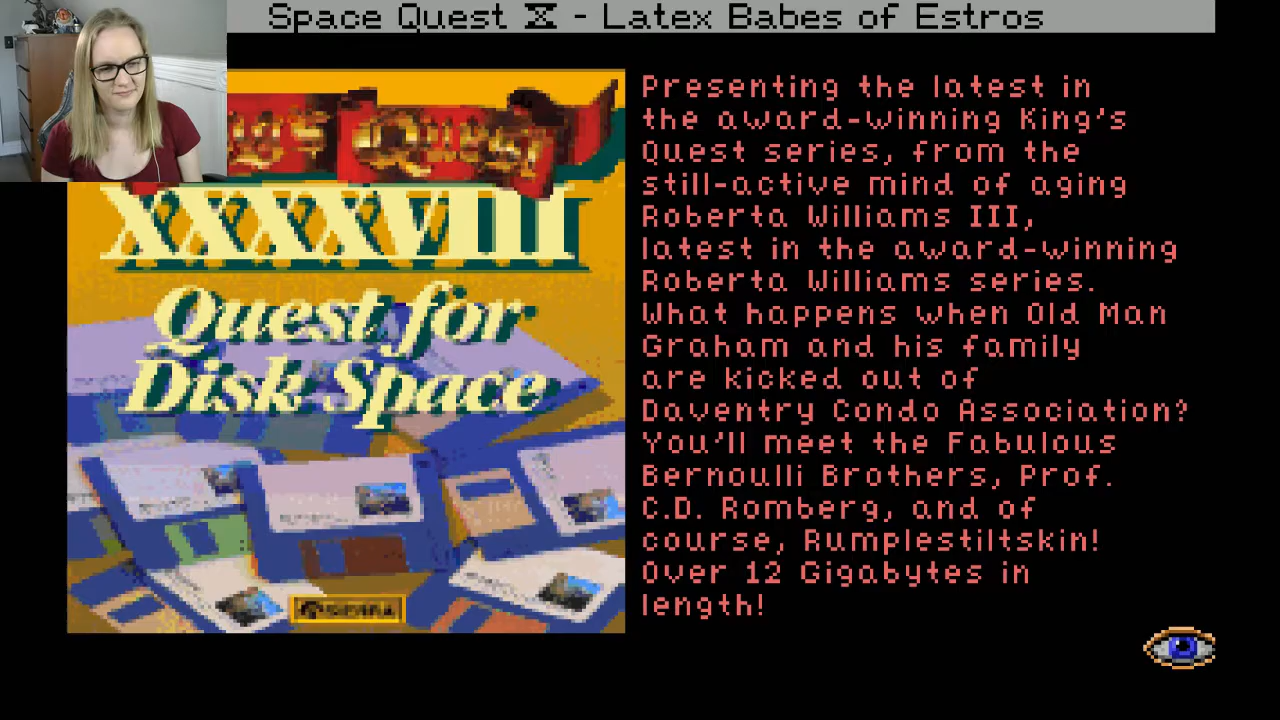 Space Quest X - Latex Babes of Estros
Quest
XXXXVIII
Quest for
Disk Space
SIERRA
Presenting the latest in
the award-winning King's
Quest series, from the
still-active mind of aging
Roberta Williams III,
latest in the award-winning
Roberta Williams series.
What happens when Old Man
Graham and his family
are kicked out of
Daventry Condo Association?
You'll meet the Fabulous
Bernoulli Brothers, Prof.
C.D. Romberg, and of
course, Rumplestiltskin!
Over 12 Gigabytes in
length!